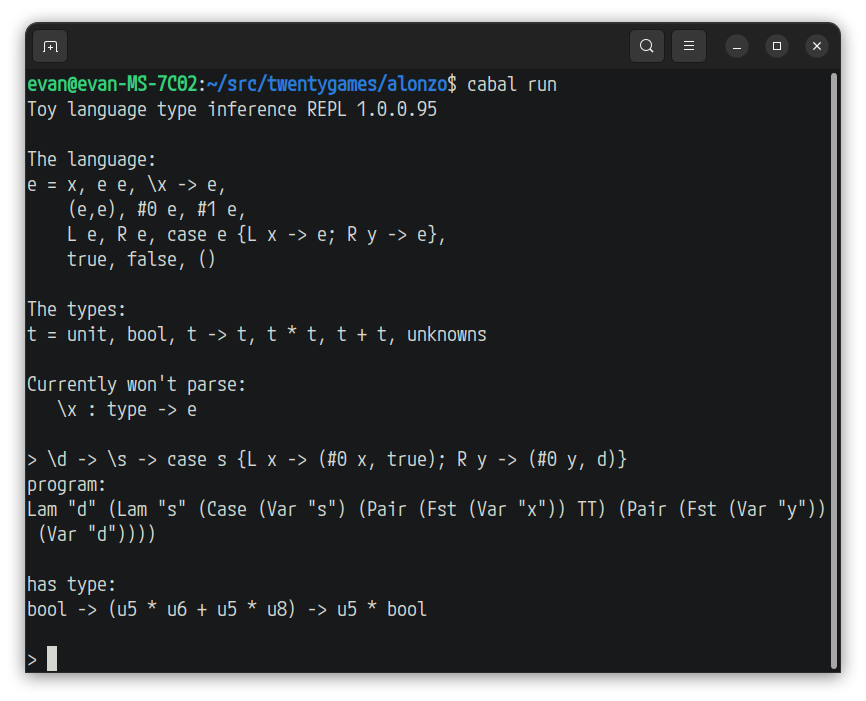 evan@evan-MS-7C02:~/src/twentygames/alonzo$ cabal run
Toy language type inference REPL 1.0.0.95
The language:
e = x, e e, \x -> e,
    (e,e), #0 e, #1 e,
    L e, R e, case e {L x -> e; R y -> e},
    true, false, ()
The types:
t = unit, bool, t -> t, t * t, t + t, unknowns
Currently won't parse:
   \x : type -> e
> \d -> \s -> case s {L x -> (#0 x, true); R y -> (#0 y, d)}
program:
Lam "d" (Lam "s" (Case (Var "s") (Pair (Fst (Var "x")) TT) (Pair (Fst (Var "y"))
 (Var "d"))))
has type:
bool -> (u5 * u6 + u5 * u8) -> u5 * bool
>